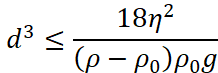 d³ ≤ 18η² / ((ρ − ρ₀)ρ₀g)